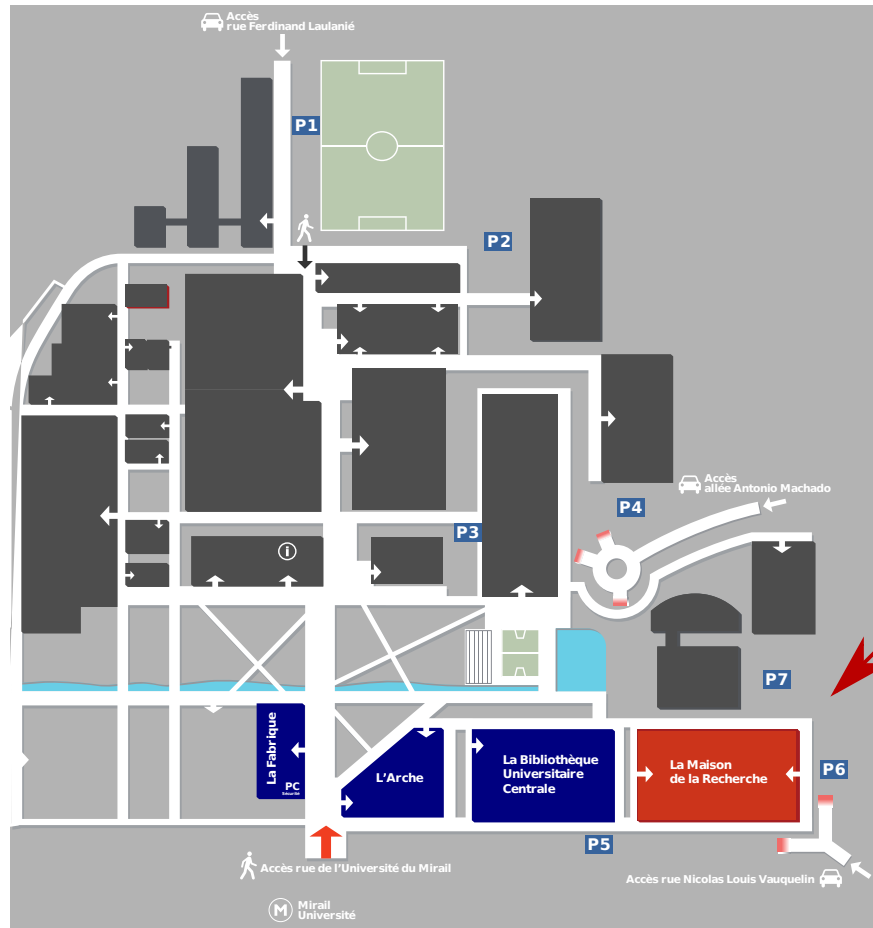 Accès
rue Ferdinand Laulanié
P1
P2
Accès
allée Antonio Machado
P4
P3
i
P7
La Fabrique
PC
Sécurité
L’Arche
La Bibliothèque
Universitaire
Centrale
La Maison
de la Recherche
P6
P5
Accès rue de l’Université du Mirail
Accès rue Nicolas Louis Vauquelin
M
Mirail
Université